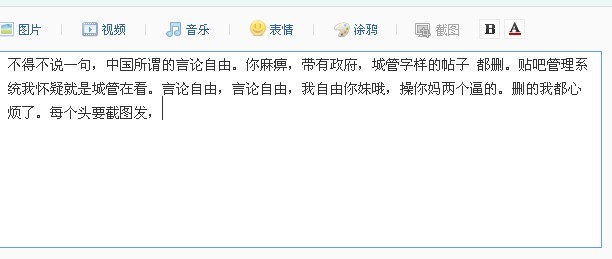 图片 视频 音乐 表情 涂鸦 截图 B A
不得不说一句，中国所谓的言论自由。你麻痹，带有政府，城管字样的帖子 都删。贴吧管理系
统我怀疑就是城管在看。言论自由，言论自由，我自由你妹哦，操你妈两个逼的。删的我都心
烦了。每个头要截图发，